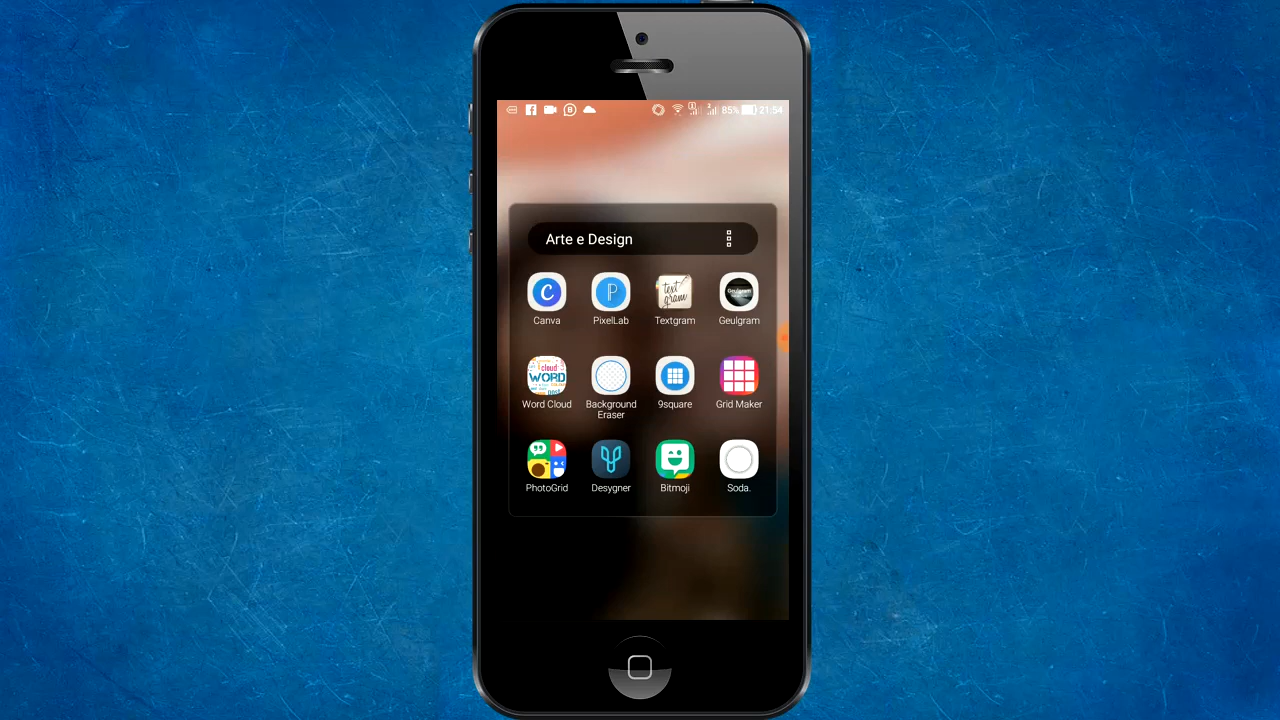 85% 21:54
Arte e Design
Canva PixelLab Textgram Geulgram
text gram Geulgram
cloud WORD
Word Cloud Background Eraser 9square Grid Maker
PhotoGrid Desygner Bitmoji Soda.